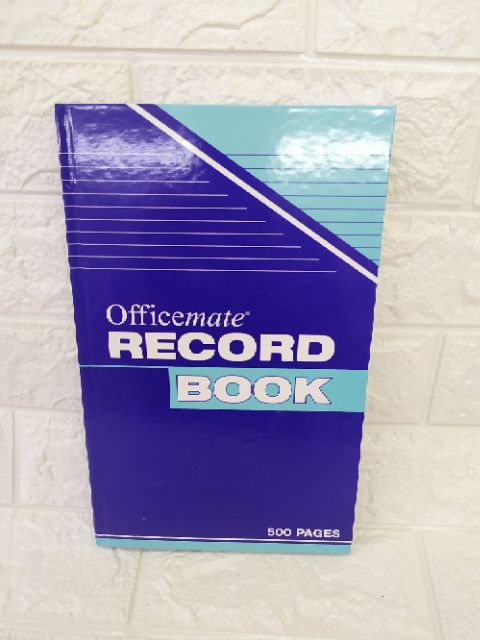 Officemate®
RECORD
BOOK
500 PAGES